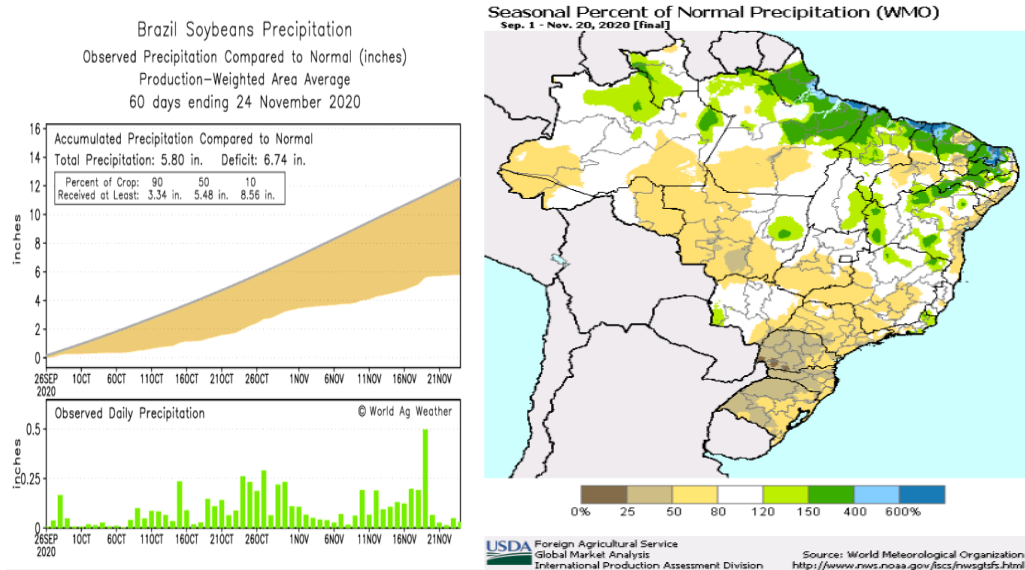 Brazil Soybeans Precipitation
Observed Precipitation Compared to Normal (inches)
Production-Weighted Area Average
60 days ending 24 November 2020
Accumulated Precipitation Compared to Normal
Total Precipitation: 5.80 in. Deficit: 6.74 in.
Percent of Crop: 90 50 10
Received at Least: 3.34 in. 5.48 in. 8.56 in.
16
14
12
10
8
6
4
2
0
inches
26SEP 1OCT 6OCT 11OCT 16OCT 21OCT 26OCT 1NOV 6NOV 11NOV 16NOV 21NOV
2020
Observed Daily Precipitation © World Ag Weather
0.5
0.25
0
inches
26SEP 1OCT 6OCT 11OCT 16OCT 21OCT 26OCT 1NOV 6NOV 11NOV 16NOV 21NOV
2020
Seasonal Percent of Normal Precipitation (WMO)
Sep. 1 - Nov. 20, 2020 [final]
0% 25 50 80 120 150 400 600%
USDA Foreign Agricultural Service
Global Market Analysis
International Production Assessment Division
Source: World Meteorological Organization
http://www.nws.noaa.gov/iscs/nwsgtsfs.html